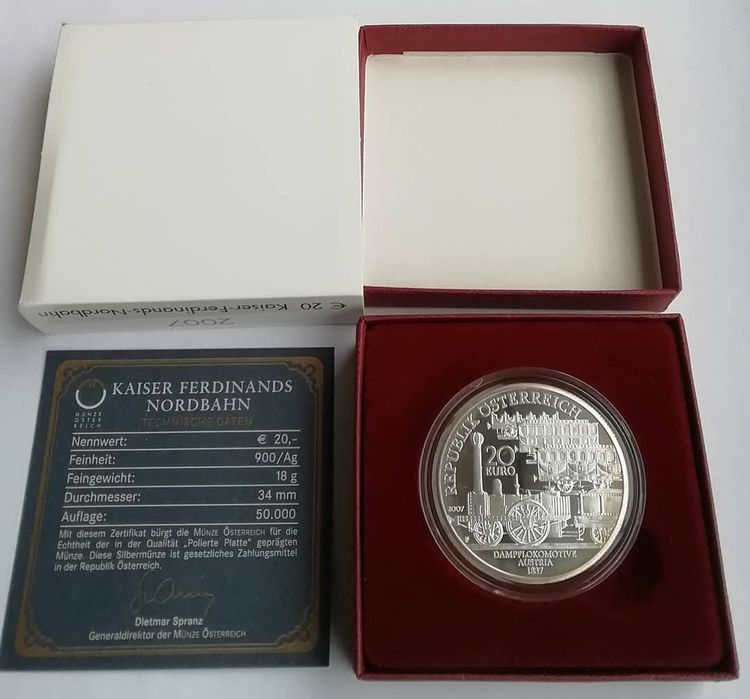 € 20 Kaiser-Ferdinands-Nordbahn
2007
MÜNZE
ÖSTER
REICH
KAISER FERDINANDS
NORDBAHN
TECHNISCHE DATEN
Nennwert: € 20,–
Feinheit: 900/Ag
Feingewicht: 18 g
Durchmesser: 34 mm
Auflage: 50.000
Mit diesem Zertifikat bürgt die MÜNZE ÖSTERREICH für die
Echtheit der in der Qualität „Polierte Platte" geprägten
Münze. Diese Silbermünze ist gesetzliches Zahlungsmittel
in der Republik Österreich.
Dietmar Spranz
Generaldirektor der MÜNZE ÖSTERREICH
REPUBLIK ÖSTERREICH
20
EURO
2007
DAMPFLOKOMOTIVE
AUSTRIA
1837